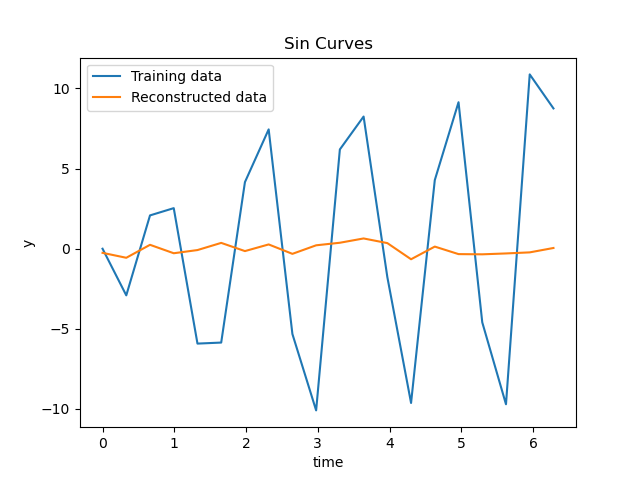 Sin Curves
Training data
Reconstructed data
10
5
0
−5
−10
y
0 1 2 3 4 5 6
time